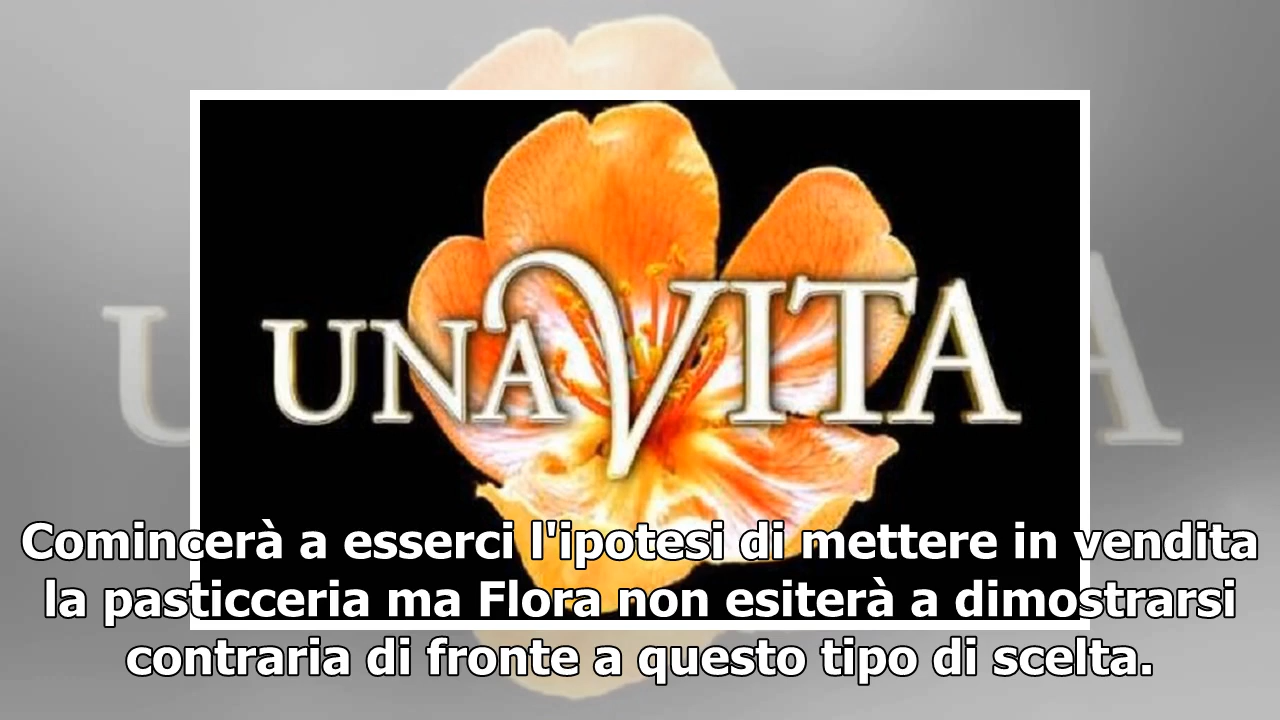 UNA VITA
Comincerà a esserci l'ipotesi di mettere in vendita
la pasticceria ma Flora non esiterà a dimostrarsi
contraria di fronte a questo tipo di scelta.